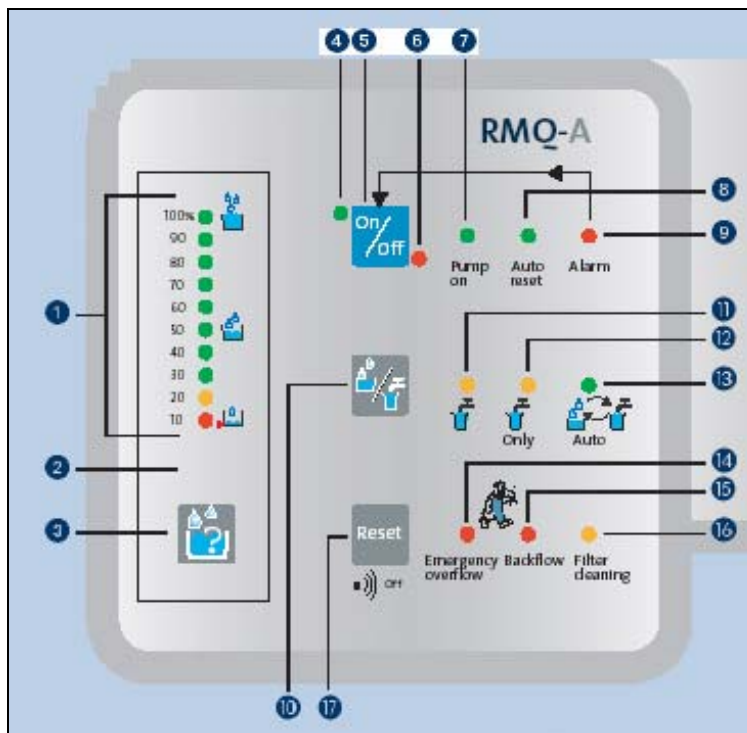 4 5 6 7
RMQ-A
On/Off
8
9
Pump on
Auto reset
Alarm
1
100%
90
80
70
60
50
40
30
20
10
11
12
13
Only
Auto
2
3
?
14
15
16
Reset
Emergency overflow
Backflow
Filter cleaning
OFF
10
17